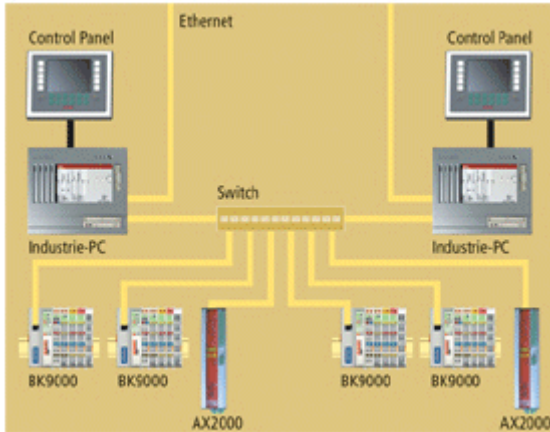 Ethernet
Control Panel
Control Panel
Switch
Industrie-PC
Industrie-PC
BK9000
BK9000
AX2000
BK9000
BK9000
AX2000